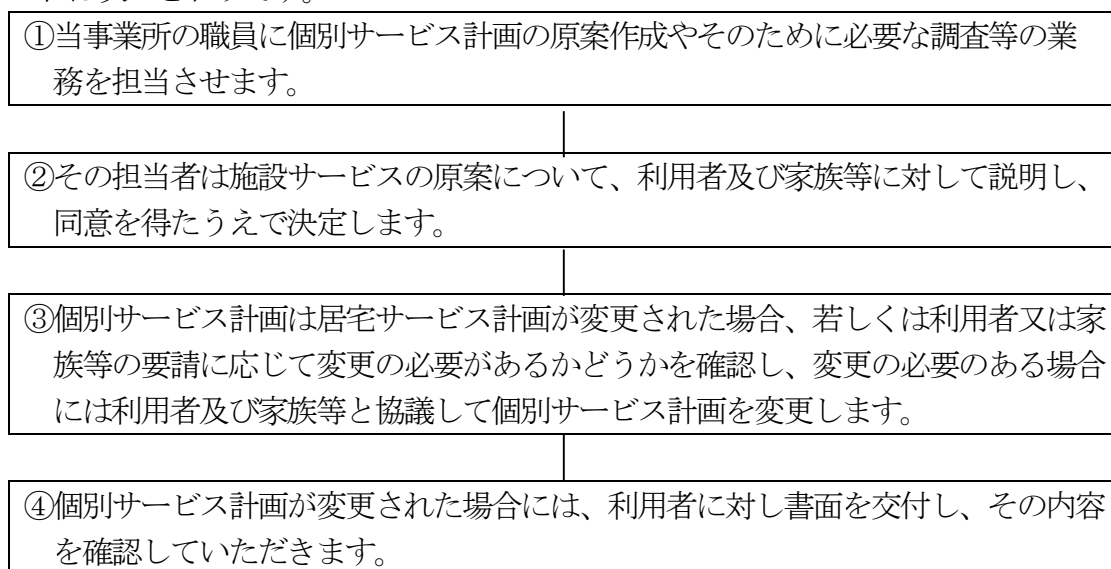 ①当事業所の職員に個別サービス計画の原案作成やそのために必要な調査等の業
務を担当させます。
②その担当者は施設サービスの原案について、利用者及び家族等に対して説明し、
同意を得たうえで決定します。
③個別サービス計画は居宅サービス計画が変更された場合、若しくは利用者又は家
族等の要請に応じて変更の必要があるかどうかを確認し、変更の必要のある場合
には利用者及び家族等と協議して個別サービス計画を変更します。
④個別サービス計画が変更された場合には、利用者に対し書面を交付し、その内容
を確認していただきます。